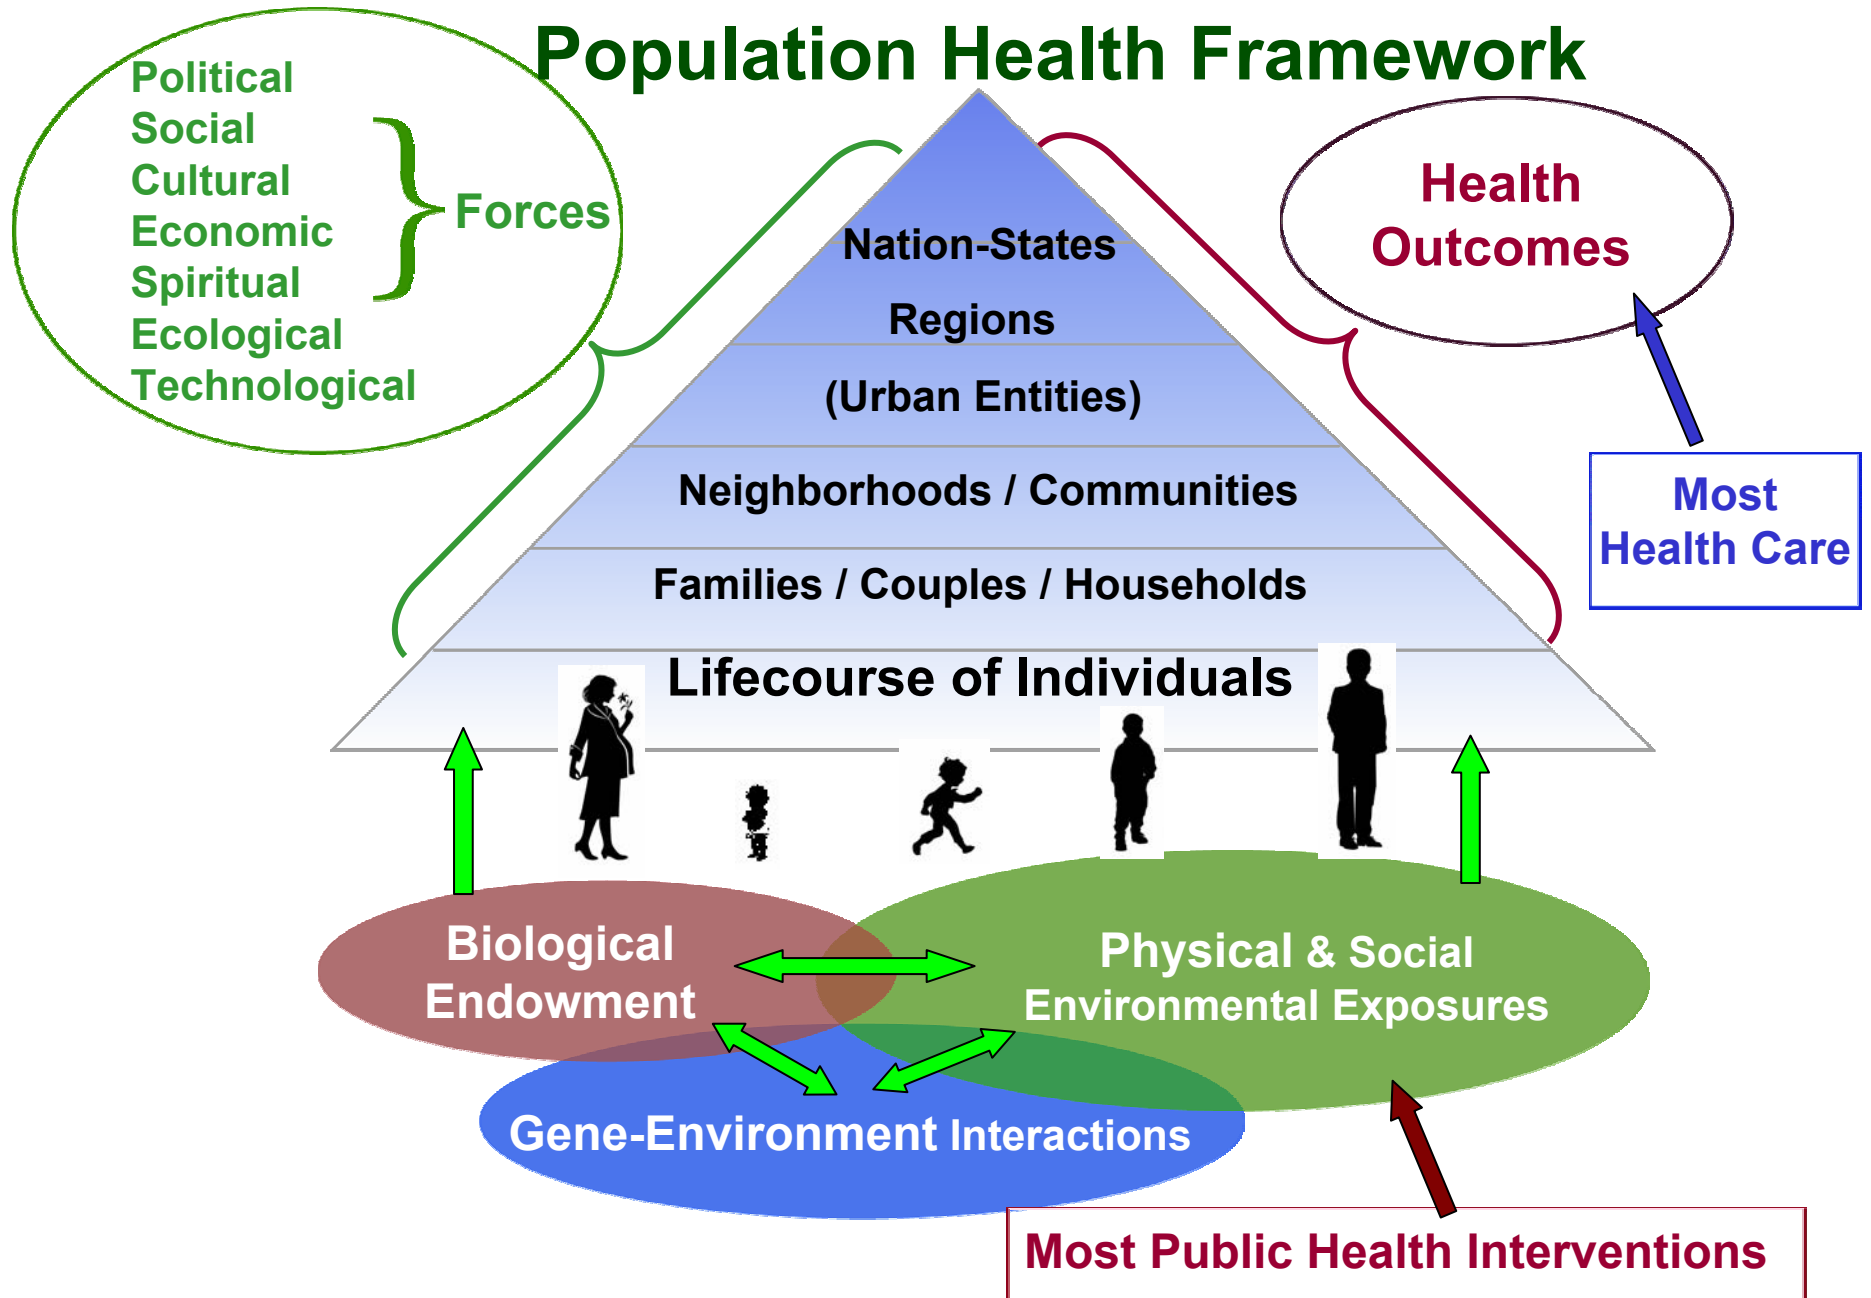 Population Health Framework
Political
Social
Cultural
Economic
Spiritual
Ecological
Technological
Forces
Health
Outcomes
Nation-States
Regions
(Urban Entities)
Neighborhoods / Communities
Families / Couples / Households
Lifecourse of Individuals
Most
Health Care
Biological
Endowment
Physical & Social
Environmental Exposures
Gene-Environment Interactions
Most Public Health Interventions